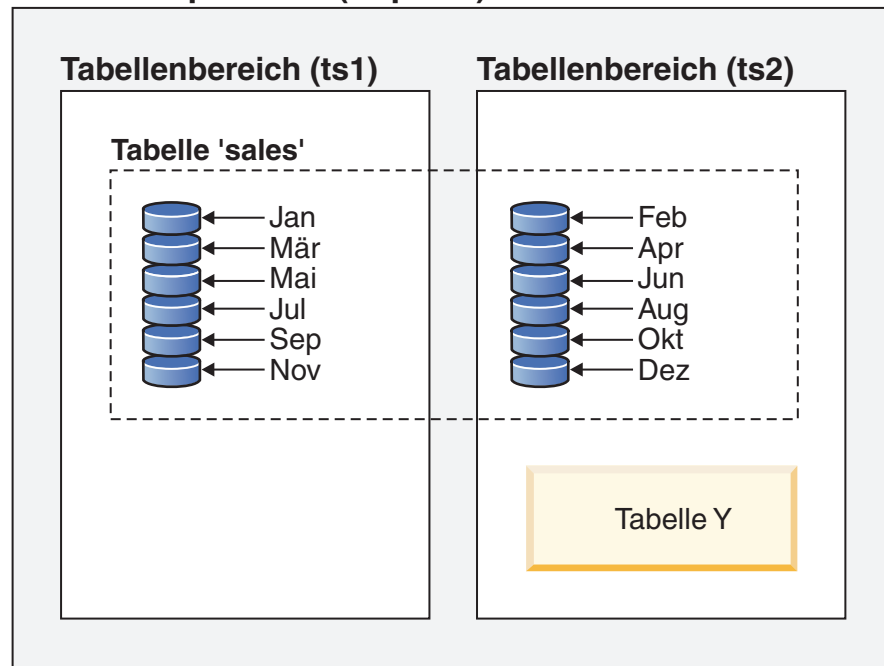 Tabellenbereich (ts1)
Tabellenbereich (ts2)
Tabelle 'sales'
Jan
Mär
Mai
Jul
Sep
Nov
Feb
Apr
Jun
Aug
Okt
Dez
Tabelle Y